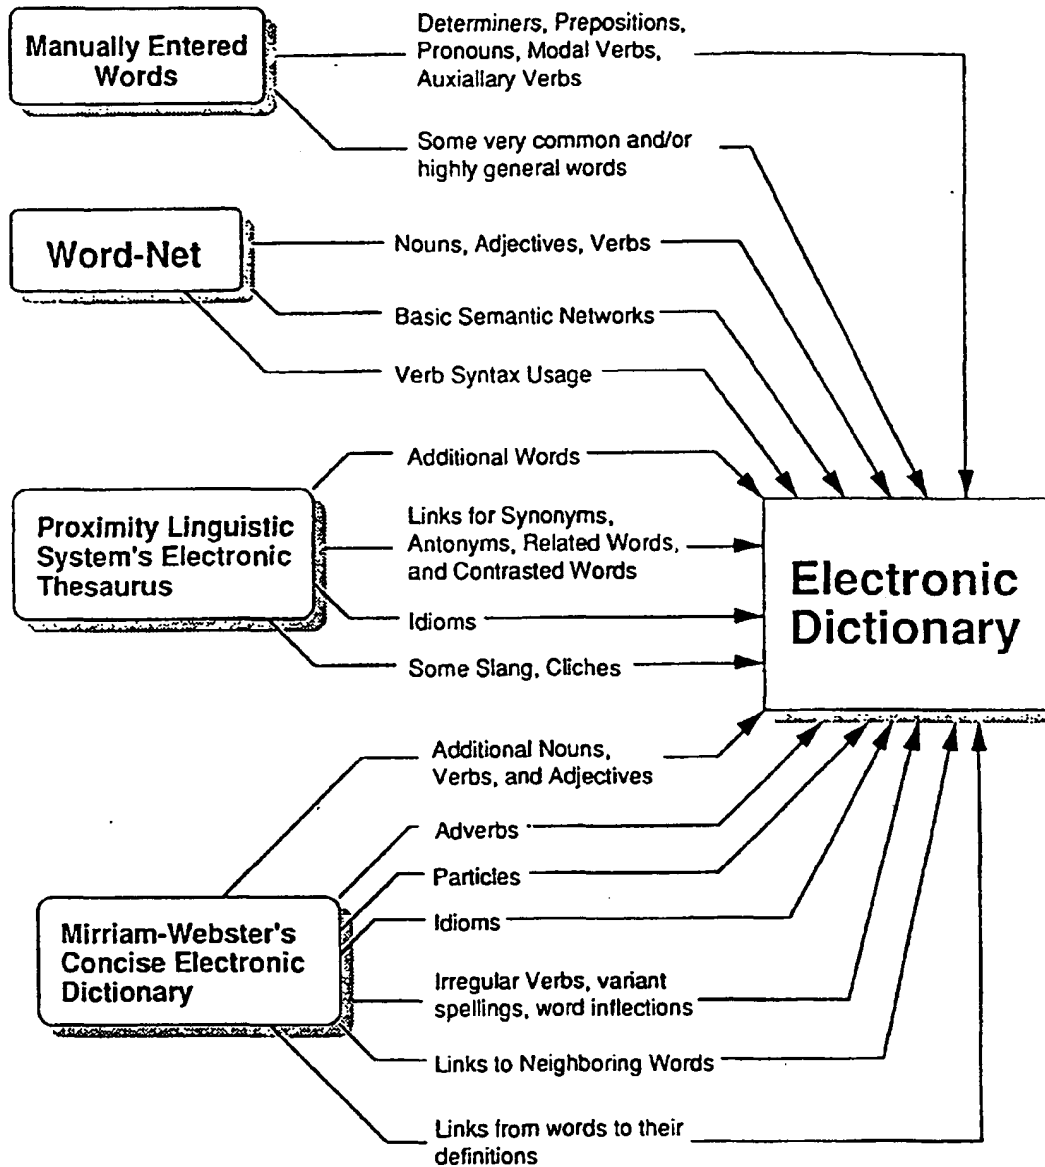 Manually Entered
Words
Determiners, Prepositions,
Pronouns, Modal Verbs,
Auxiallary Verbs
Some very common and/or
highly general words
Word-Net
Nouns, Adjectives, Verbs
Basic Semantic Networks
Verb Syntax Usage
Proximity Linguistic
System's Electronic
Thesaurus
Additional Words
Links for Synonyms,
Antonyms, Related Words,
and Contrasted Words
Idioms
Some Slang, Cliches
Electronic
Dictionary
Mirriam-Webster's
Concise Electronic
Dictionary
Additional Nouns,
Verbs, and Adjectives
Adverbs
Particles
Idioms
Irregular Verbs, variant
spellings, word inflections
Links to Neighboring Words
Links from words to their
definitions